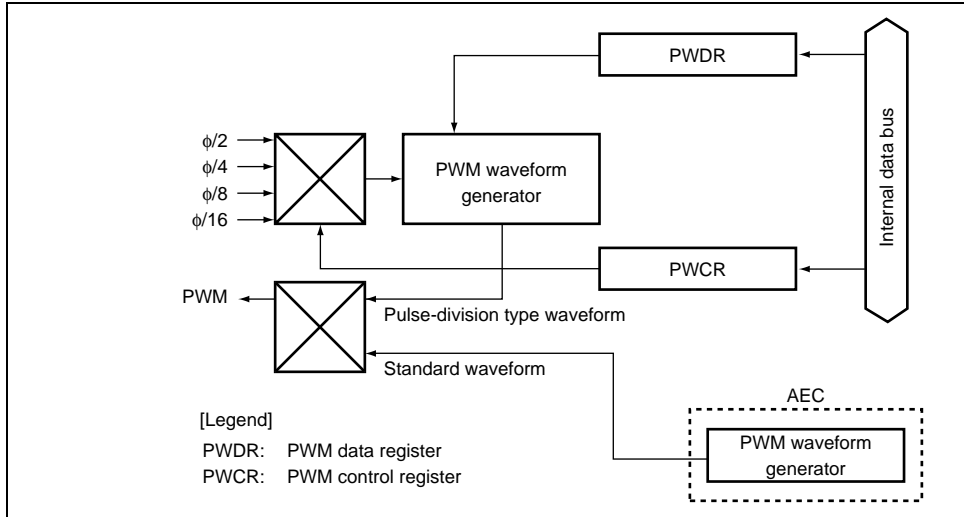 PWDR
φ/2
φ/4
φ/8
φ/16
PWM waveform
generator
Internal data bus
PWCR
PWM
Pulse-division type waveform
Standard waveform
AEC
PWM waveform
generator
[Legend]
PWDR: PWM data register
PWCR: PWM control register